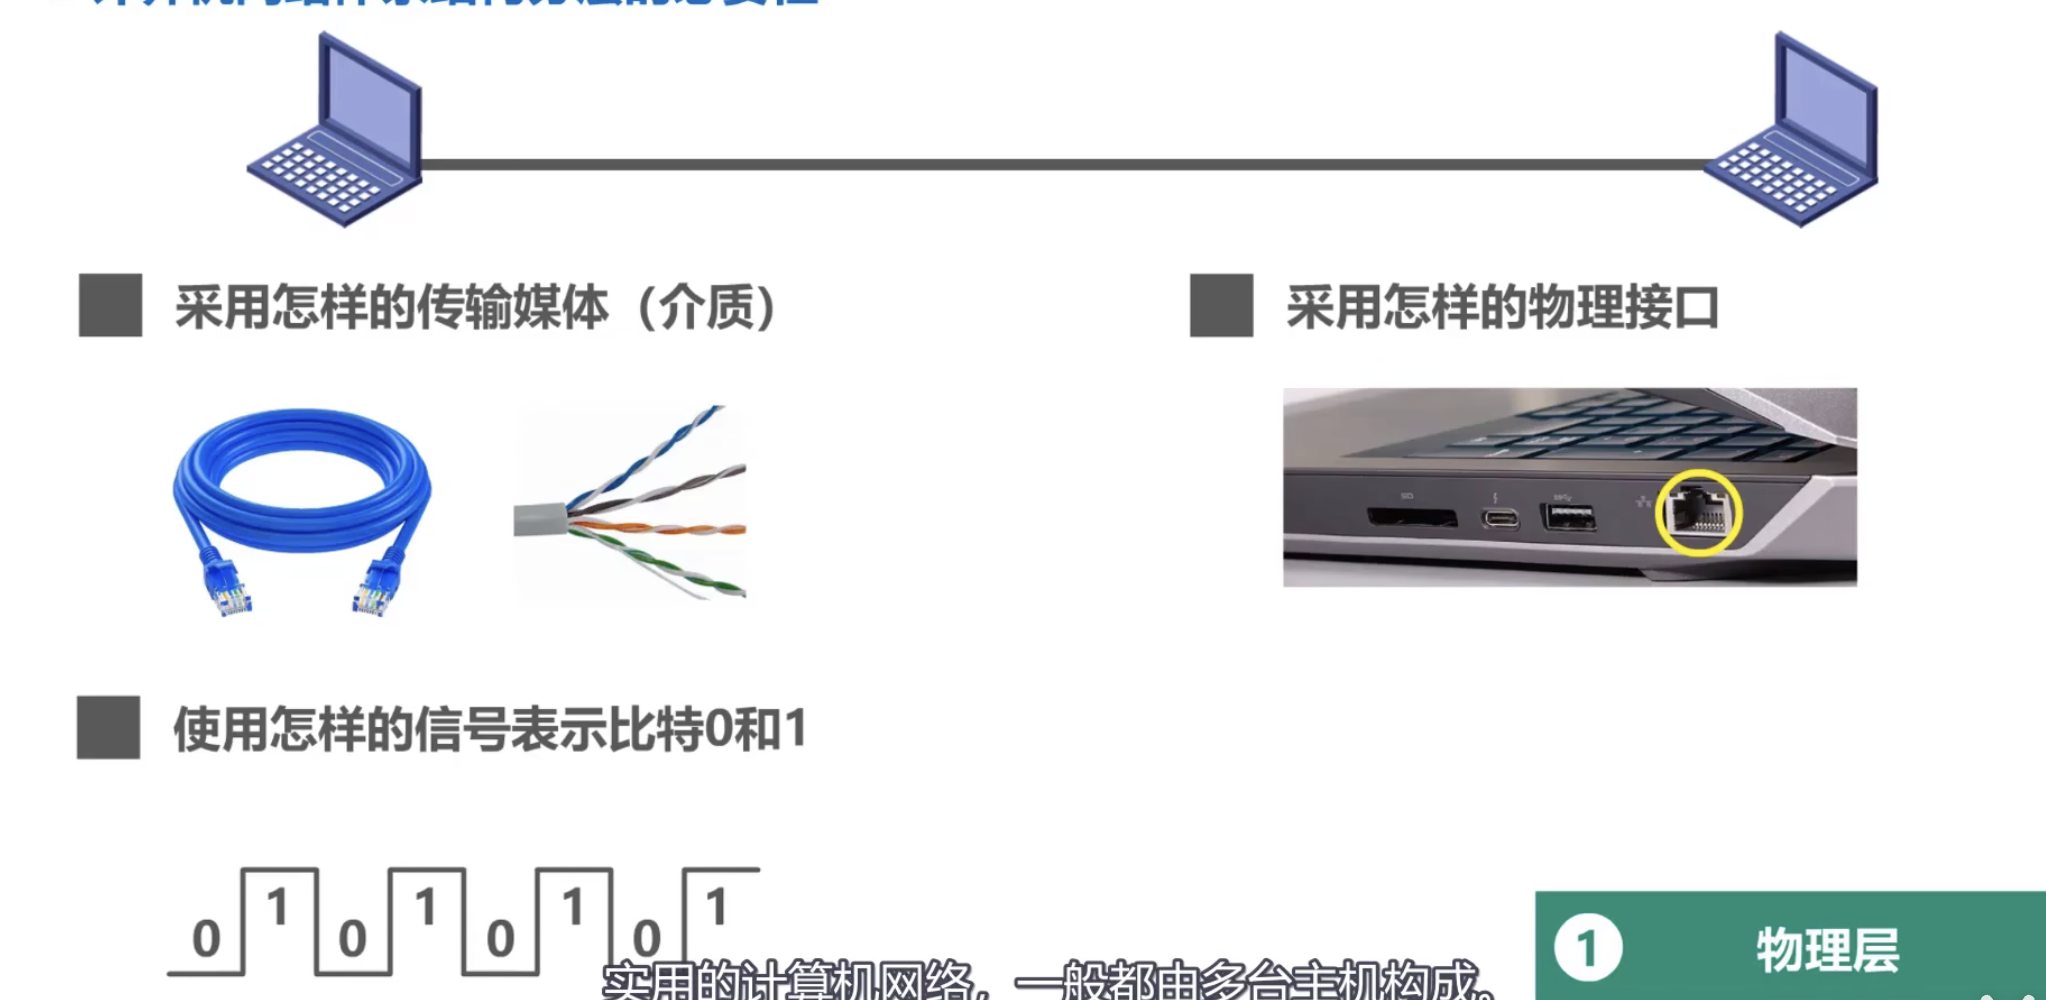 采用怎样的传输媒体（介质）
采用怎样的物理接口
使用怎样的信号表示比特0和1
0 1 0 1 0 1 0 1
1 物理层
实用的计算机网络，一般都由多台主机构成。